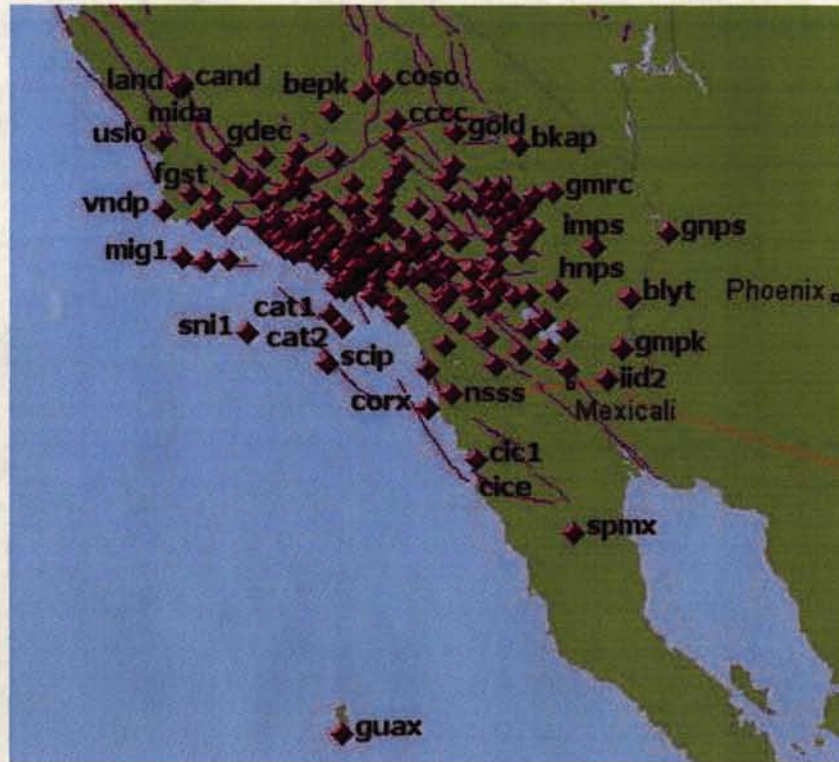 land cand bepk coso
mida
uslo gdec cccc gold bkap
fgst gmrc
vndp imps gnps
mig1 hnps
blyt Phoenix
cat1
sni1 cat2
scip gmpk
iid2
corx nsss
Mexicali
cic1
cice
spmx
guax